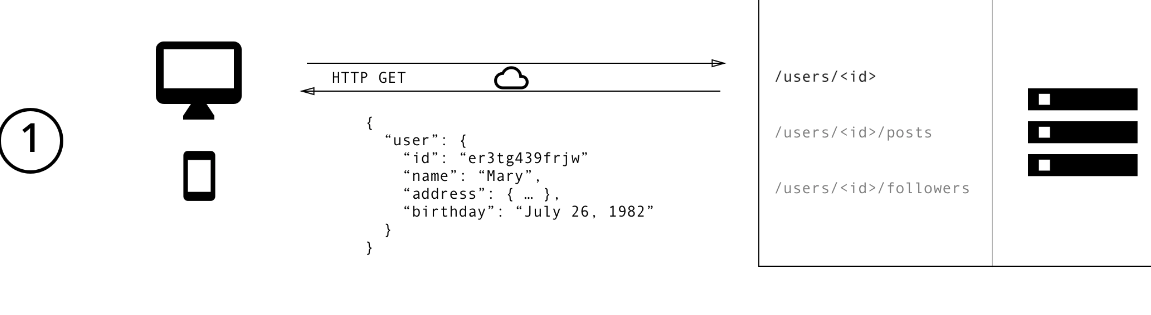 1
HTTP GET
{
“user”: {
“id”: “er3tg439frjw”
“name”: “Mary”,
“address”: { … },
“birthday”: “July 26, 1982”
}
}
/users/<id>
/users/<id>/posts
/users/<id>/followers